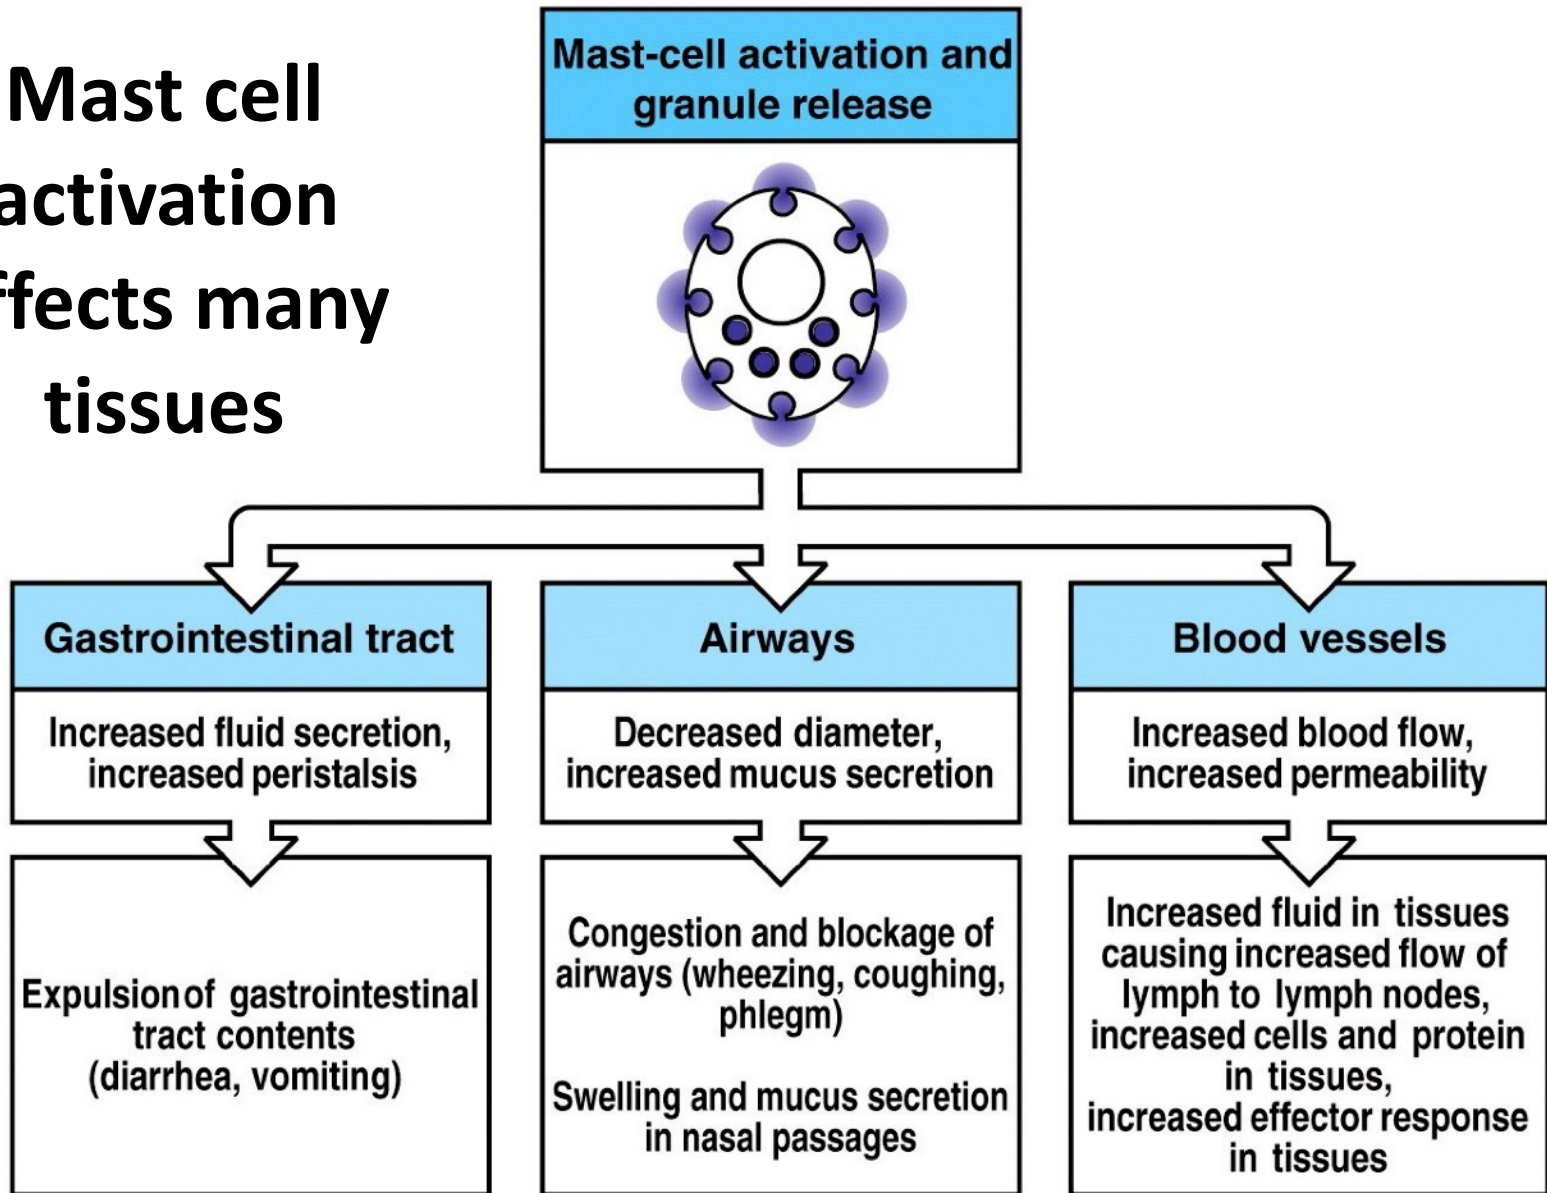 Mast cell
activation
ffects many
tissues
Mast-cell activation and
granule release
Gastrointestinal tract
Increased fluid secretion,
increased peristalsis
Expulsion of gastrointestinal
tract contents
(diarrhea, vomiting)
Airways
Decreased diameter,
increased mucus secretion
Congestion and blockage of
airways (wheezing, coughing,
phlegm)
Swelling and mucus secretion
in nasal passages
Blood vessels
Increased blood flow,
increased permeability
Increased fluid in tissues
causing increased flow of
lymph to lymph nodes,
increased cells and protein
in tissues,
increased effector response
in tissues